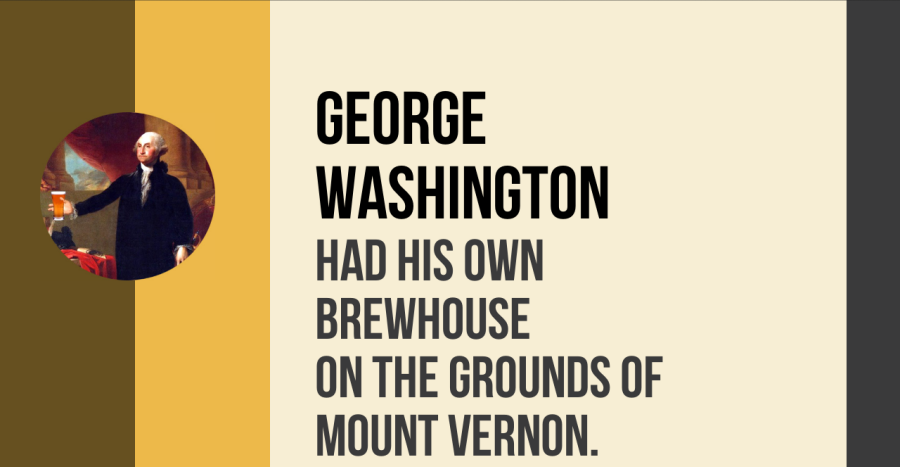 GEORGE
WASHINGTON
HAD HIS OWN
BREWHOUSE
ON THE GROUNDS OF
MOUNT VERNON.